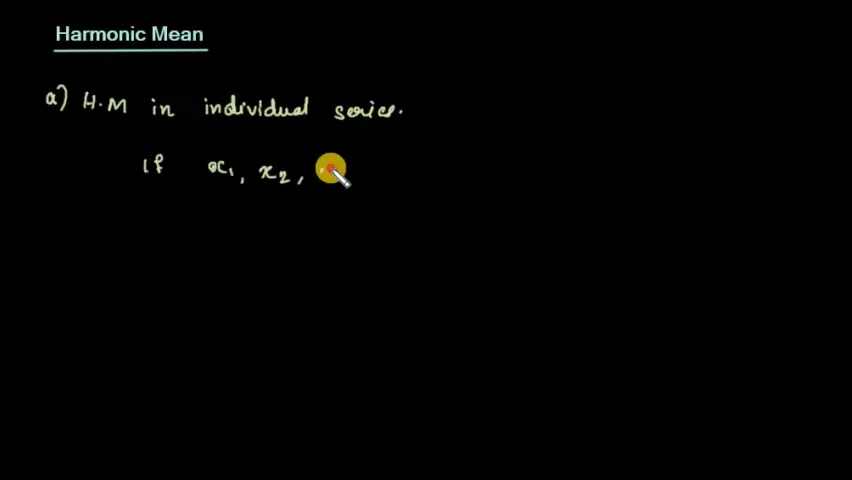 Harmonic Mean
a) H.M in individual series.
If x1, x2,